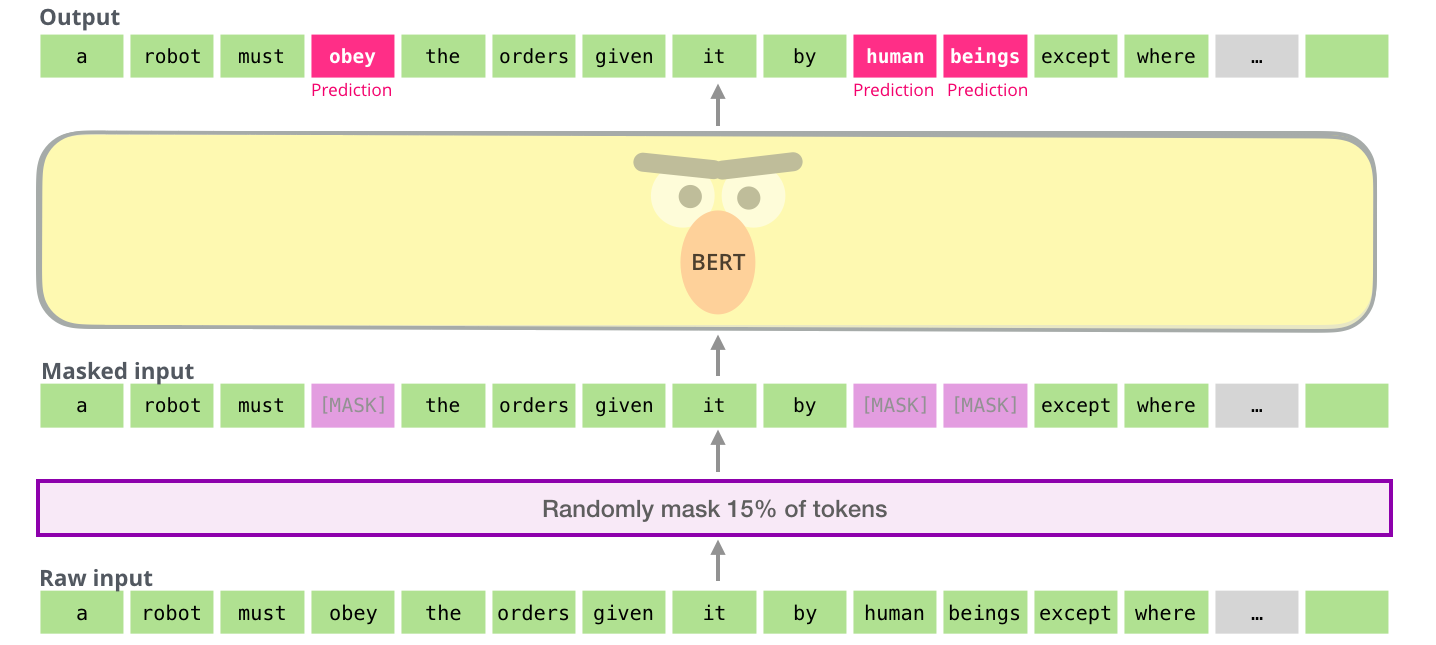 Output
a robot must obey the orders given it by human beings except where …
Prediction Prediction Prediction
BERT
Masked input
a robot must [MASK] the orders given it by [MASK] [MASK] except where …
Randomly mask 15% of tokens
Raw input
a robot must obey the orders given it by human beings except where …